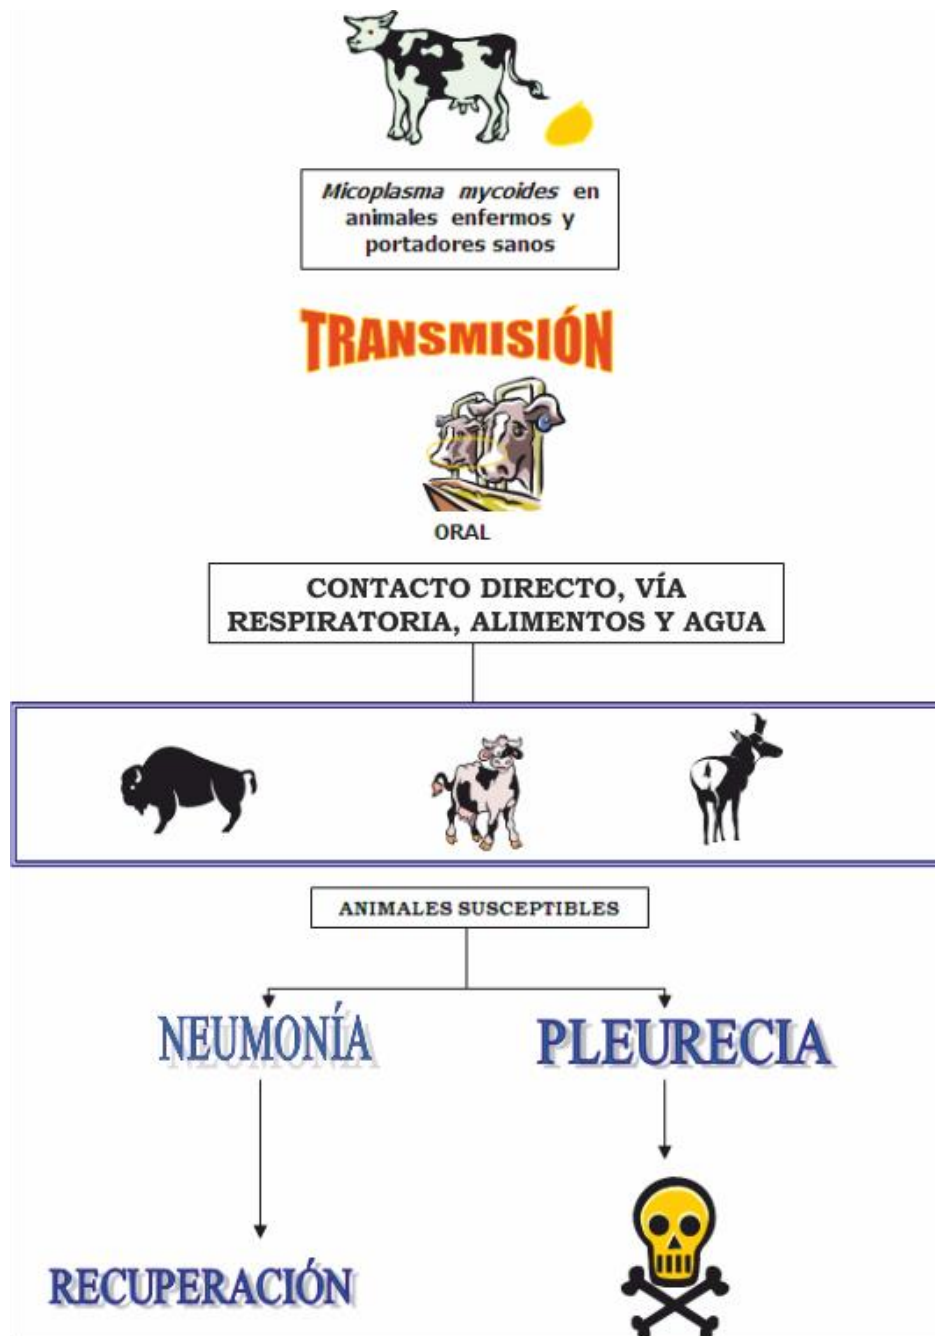 Micoplasma mycoides en
animales enfermos y
portadores sanos
TRANSMISIÓN
ORAL
CONTACTO DIRECTO, VÍA
RESPIRATORIA, ALIMENTOS Y AGUA
ANIMALES SUSCEPTIBLES
NEUMONÍA
PLEURECIA
RECUPERACIÓN